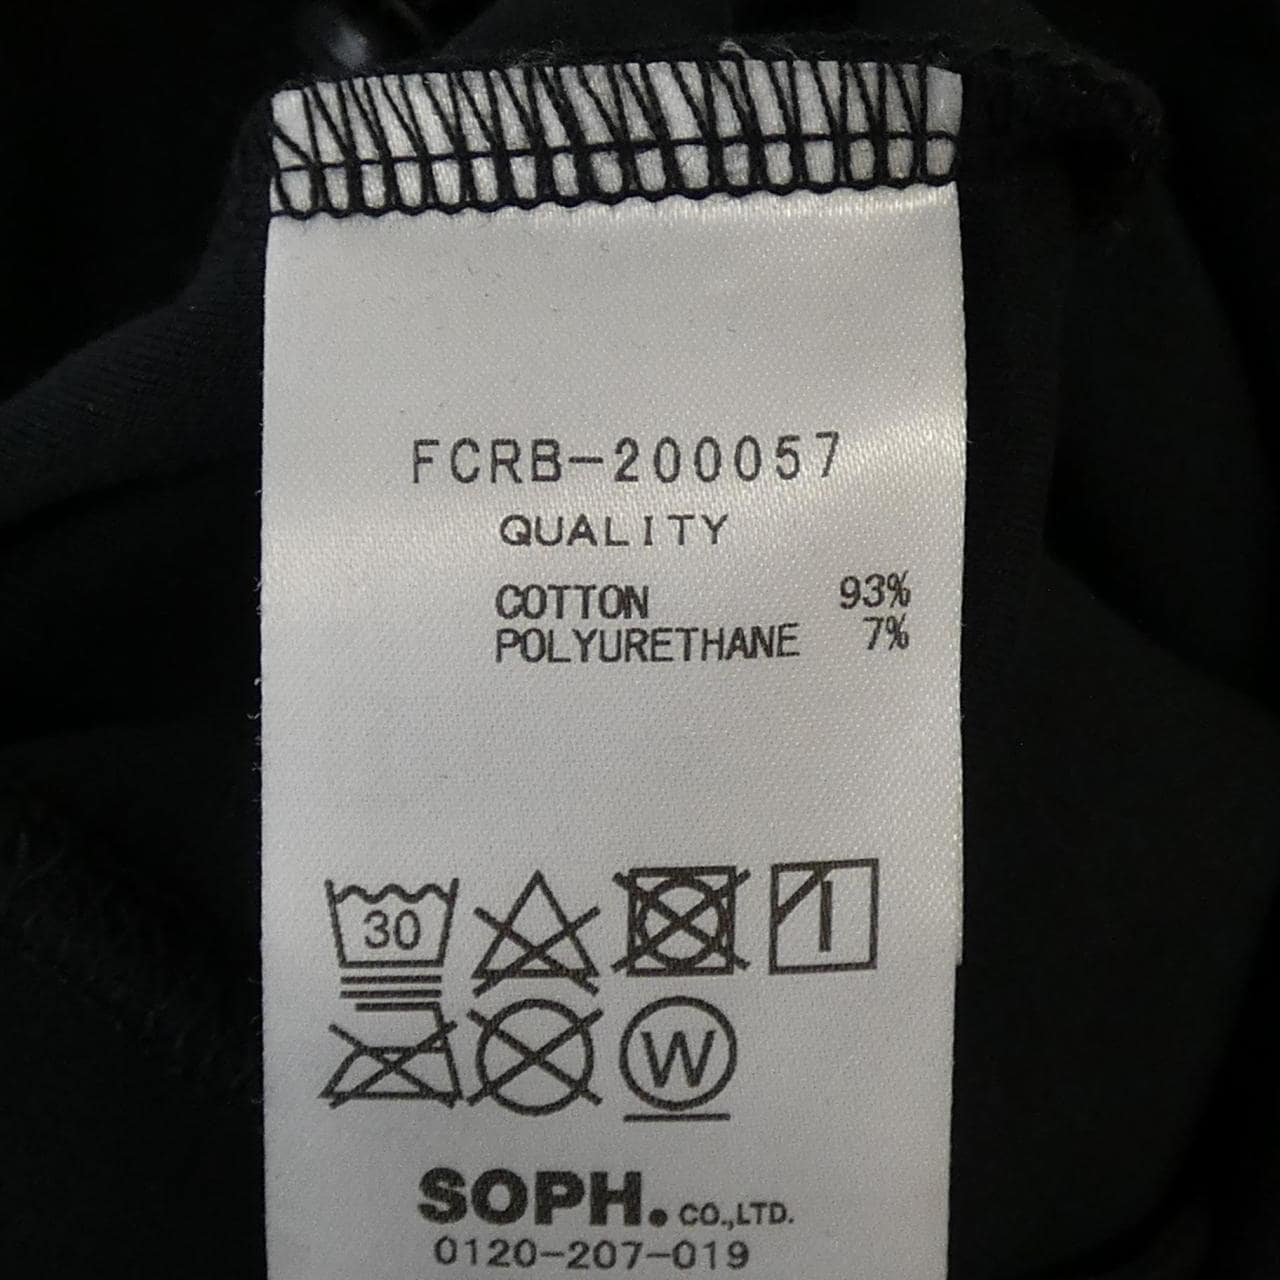 FCRB-200057
QUALITY
COTTON 93%
POLYURETHANE 7%
30
W
SOPH. CO.,LTD.
0120-207-019